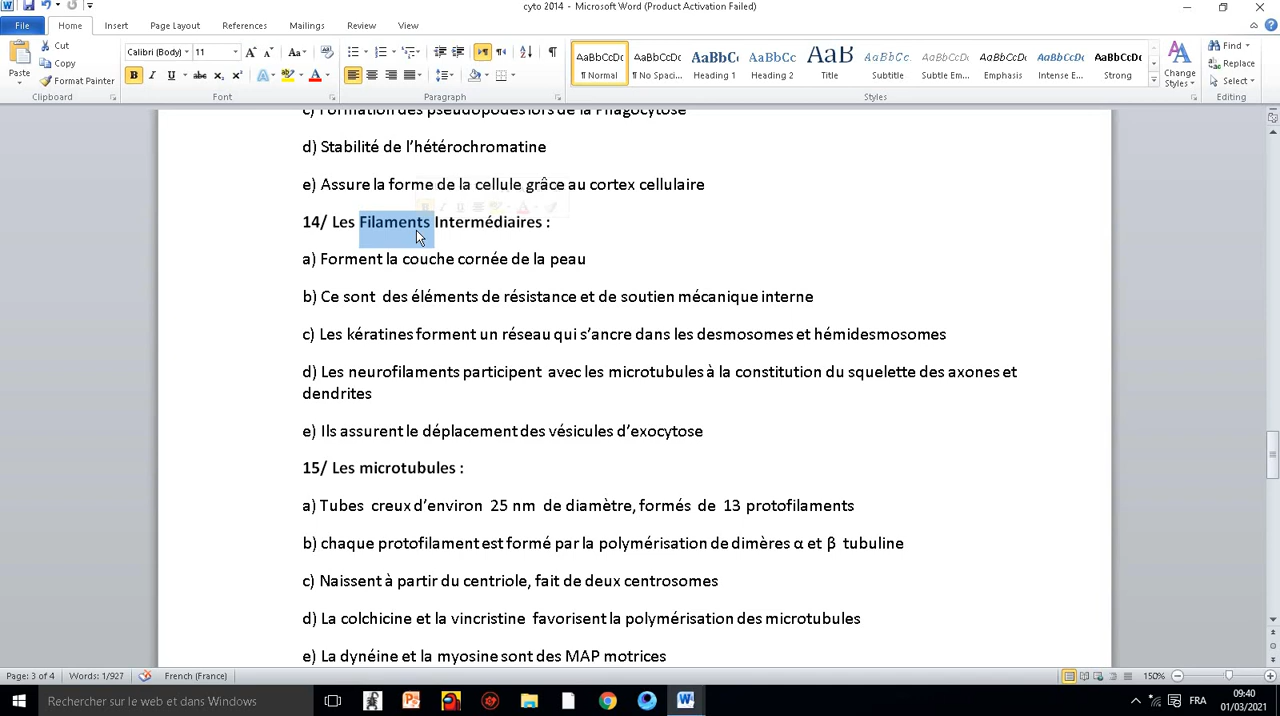 cyto 2014 - Microsoft Word (Product Activation Failed)
File Home Insert Page Layout References Mailings Review View
Paste
Cut
Copy
Format Painter
Clipboard
Calibri (Body) 11
Font
Paragraph
AaBbCcDc AaBbCcDc AaBbC AaBbCc AaB AaBbCc. AaBbCcDc AaBbCcDc AaBbCcDc AaBbCcDc
¶ Normal ¶ No Spaci... Heading 1 Heading 2 Title Subtitle Subtle Em... Emphasis Intense E... Strong
Styles
Change Styles
Find
Replace
Select
Editing
c) Formation des pseudopodes lors de la Phagocytose
d) Stabilité de l’hétérochromatine
e) Assure la forme de la cellule grâce au cortex cellulaire
14/ Les Filaments Intermédiaires :
a) Forment la couche cornée de la peau
b) Ce sont des éléments de résistance et de soutien mécanique interne
c) Les kératines forment un réseau qui s’ancre dans les desmosomes et hémidesmosomes
d) Les neurofilaments participent avec les microtubules à la constitution du squelette des axones et
dendrites
e) Ils assurent le déplacement des vésicules d’exocytose
15/ Les microtubules :
a) Tubes creux d’environ 25 nm de diamètre, formés de 13 protofilaments
b) chaque protofilament est formé par la polymérisation de dimères α et β tubuline
c) Naissent à partir du centriole, fait de deux centrosomes
d) La colchicine et la vincristine favorisent la polymérisation des microtubules
e) La dynéine et la myosine sont des MAP motrices
Page: 3 of 4 Words: 1/927 French (France) 150%
Rechercher sur le web et dans Windows
FRA 09:40
01/03/2021